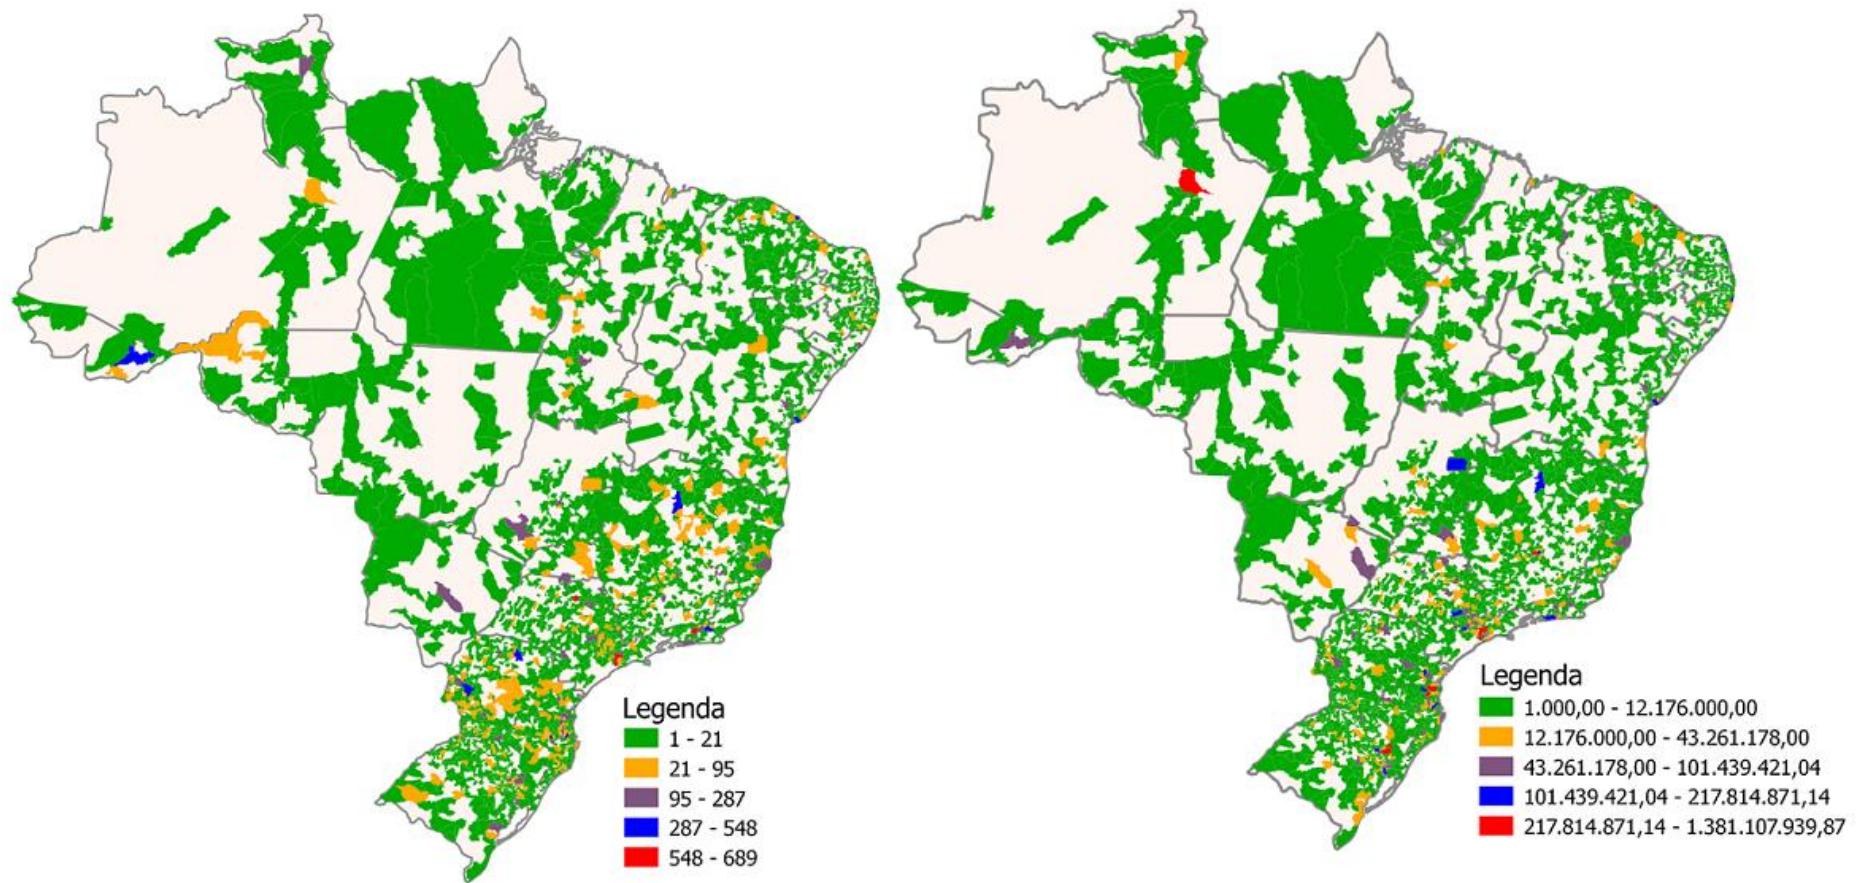 Legenda
1 - 21
21 - 95
95 - 287
287 - 548
548 - 689
Legenda
1.000,00 - 12.176.000,00
12.176.000,00 - 43.261.178,00
43.261.178,00 - 101.439.421,04
101.439.421,04 - 217.814.871,14
217.814.871,14 - 1.381.107.939,87